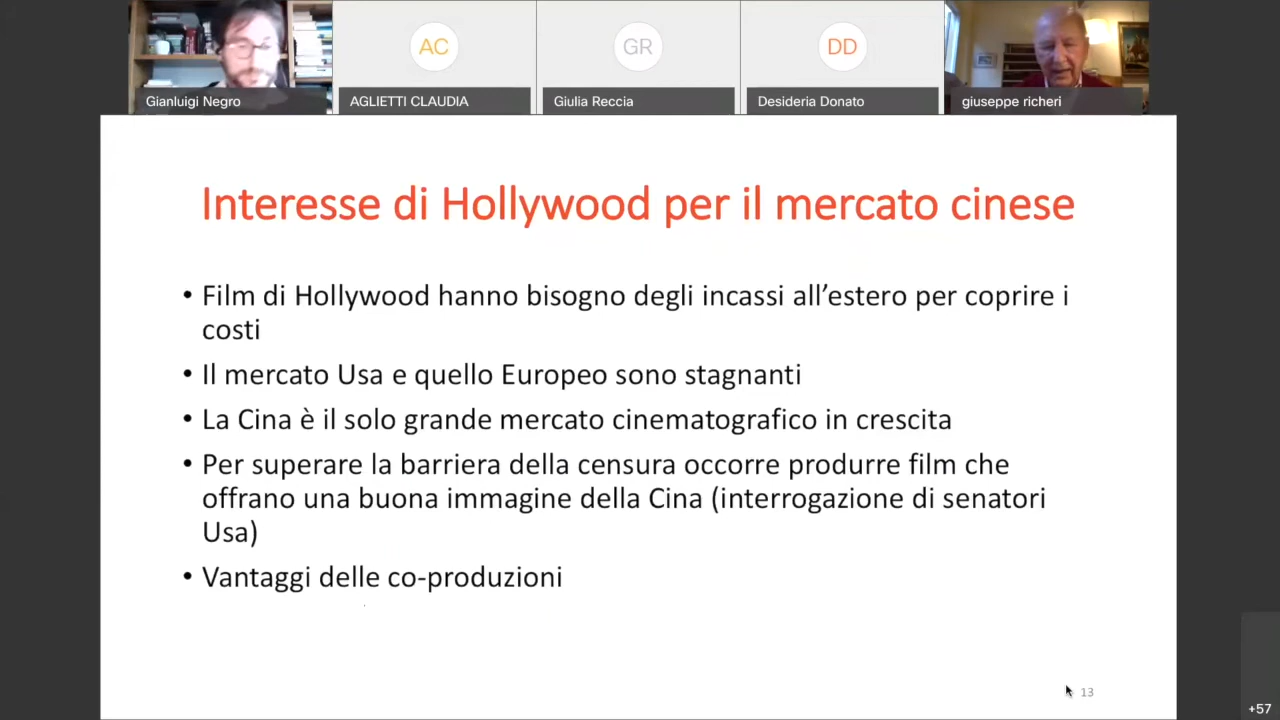 AC
GR
DD
Gianluigi Negro
AGLIETTI CLAUDIA
Giulia Reccia
Desideria Donato
giuseppe richeri
Interesse di Hollywood per il mercato cinese
• Film di Hollywood hanno bisogno degli incassi all’estero per coprire i
costi
• Il mercato Usa e quello Europeo sono stagnanti
• La Cina è il solo grande mercato cinematografico in crescita
• Per superare la barriera della censura occorre produrre film che
offrano una buona immagine della Cina (interrogazione di senatori
Usa)
• Vantaggi delle co-produzioni
13
+57